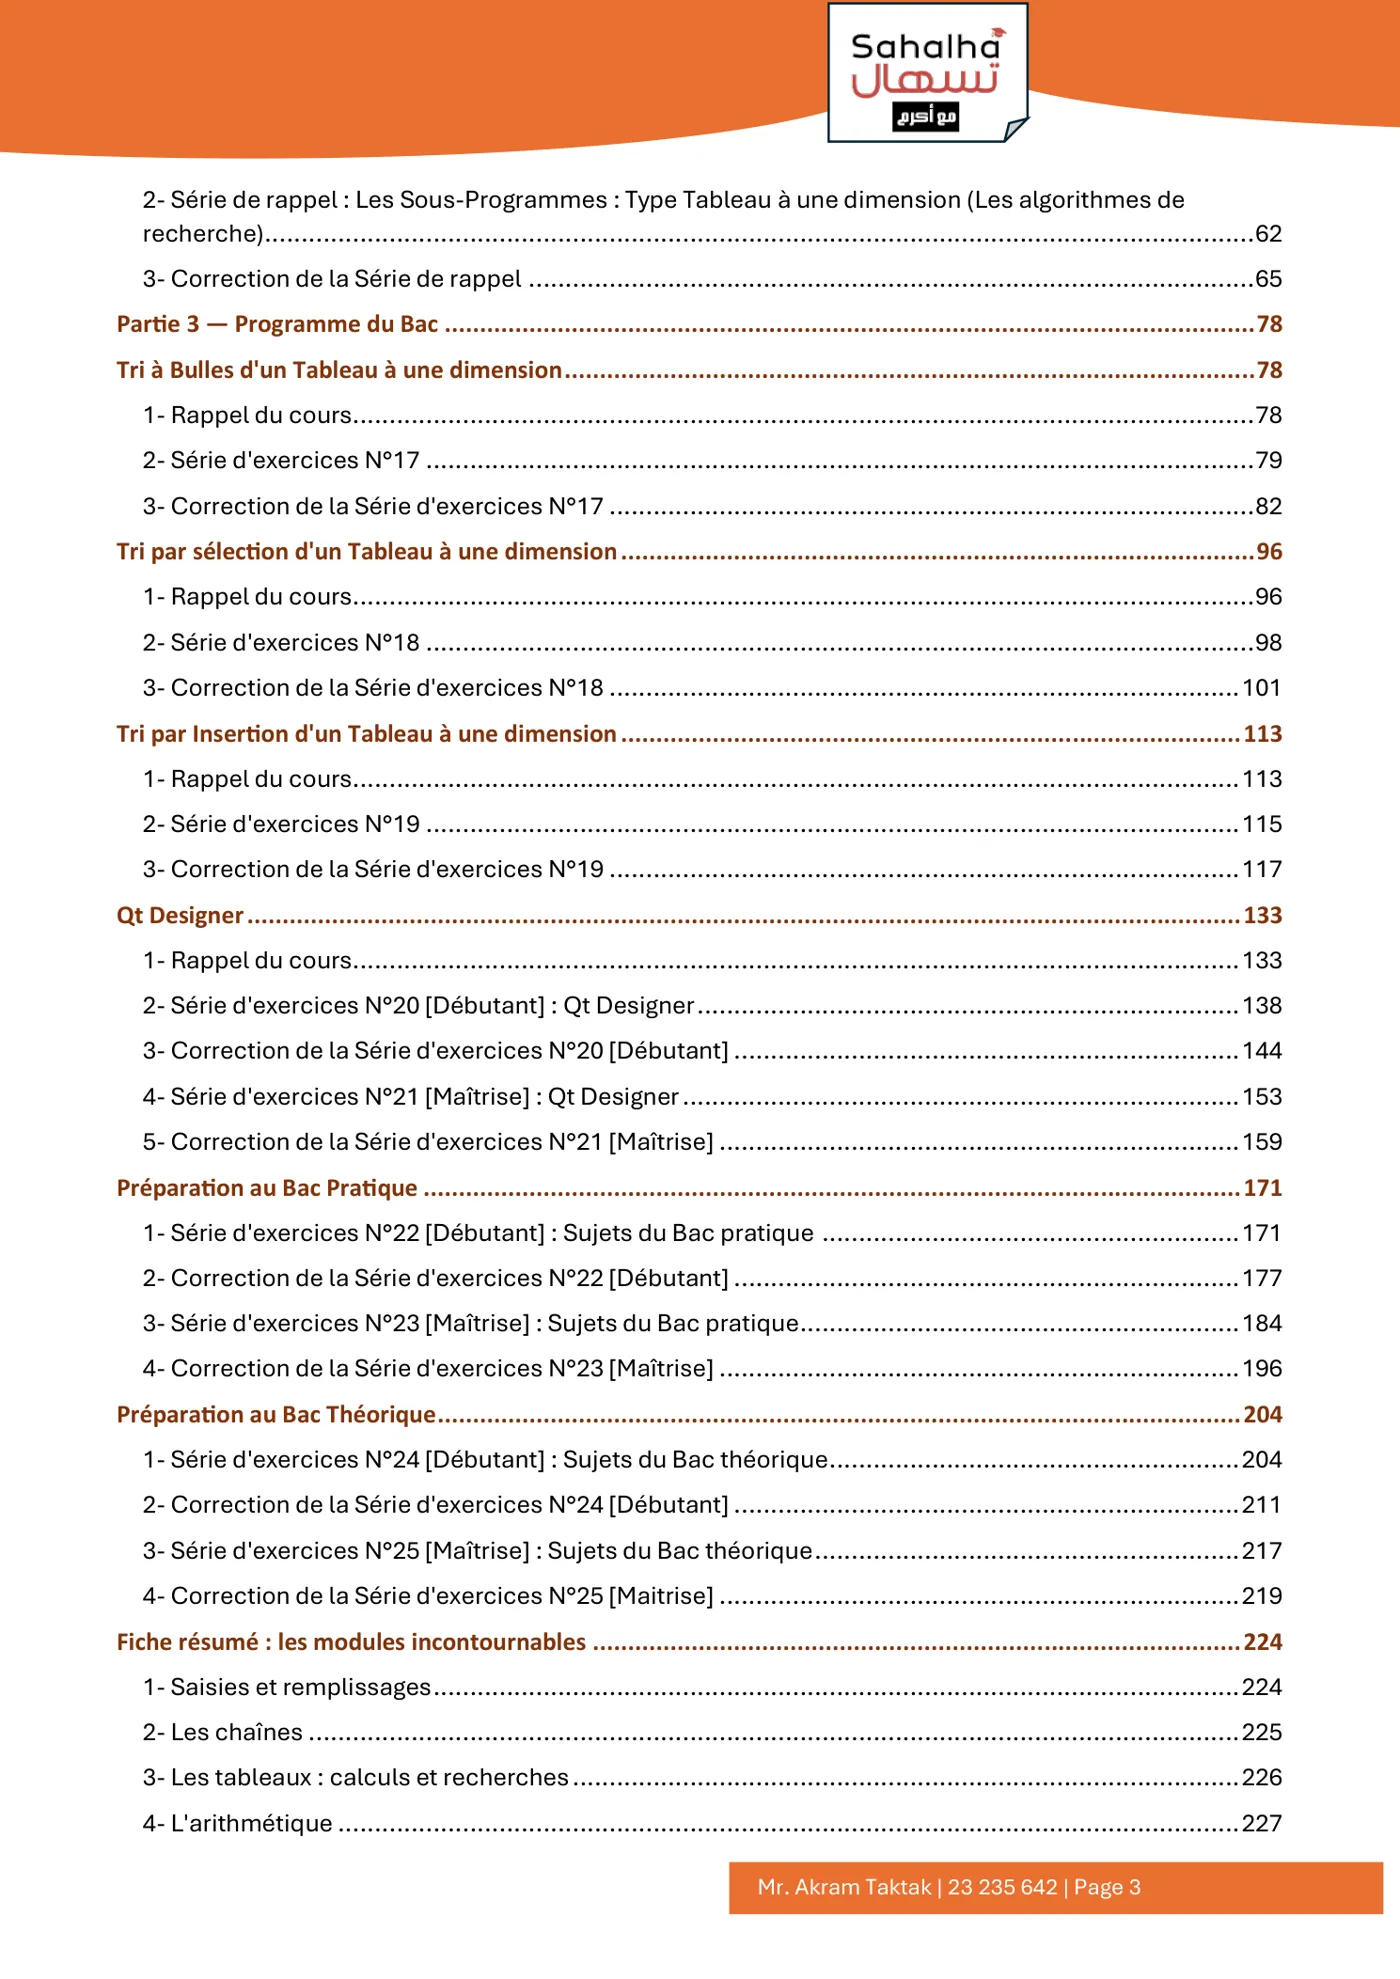 Sahalha
تسهال
مع أكرم
2- Série de rappel : Les Sous-Programmes : Type Tableau à une dimension (Les algorithmes de
recherche)....................62
3- Correction de la Série de rappel ....................65
Partie 3 — Programme du Bac ....................78
Tri à Bulles d'un Tableau à une dimension....................78
1- Rappel du cours....................78
2- Série d'exercices N°17 ....................79
3- Correction de la Série d'exercices N°17 ....................82
Tri par sélection d'un Tableau à une dimension ....................96
1- Rappel du cours....................96
2- Série d'exercices N°18 ....................98
3- Correction de la Série d'exercices N°18 ....................101
Tri par Insertion d'un Tableau à une dimension ....................113
1- Rappel du cours....................113
2- Série d'exercices N°19 ....................115
3- Correction de la Série d'exercices N°19 ....................117
Qt Designer ....................133
1- Rappel du cours....................133
2- Série d'exercices N°20 [Débutant] : Qt Designer....................138
3- Correction de la Série d'exercices N°20 [Débutant] ....................144
4- Série d'exercices N°21 [Maîtrise] : Qt Designer....................153
5- Correction de la Série d'exercices N°21 [Maîtrise] ....................159
Préparation au Bac Pratique ....................171
1- Série d'exercices N°22 [Débutant] : Sujets du Bac pratique ....................171
2- Correction de la Série d'exercices N°22 [Débutant] ....................177
3- Série d'exercices N°23 [Maîtrise] : Sujets du Bac pratique....................184
4- Correction de la Série d'exercices N°23 [Maîtrise] ....................196
Préparation au Bac Théorique....................204
1- Série d'exercices N°24 [Débutant] : Sujets du Bac théorique....................204
2- Correction de la Série d'exercices N°24 [Débutant] ....................211
3- Série d'exercices N°25 [Maîtrise] : Sujets du Bac théorique....................217
4- Correction de la Série d'exercices N°25 [Maitrise] ....................219
Fiche résumé : les modules incontournables ....................224
1- Saisies et remplissages....................224
2- Les chaînes ....................225
3- Les tableaux : calculs et recherches....................226
4- L'arithmétique ....................227
Mr. Akram Taktak | 23 235 642 | Page 3